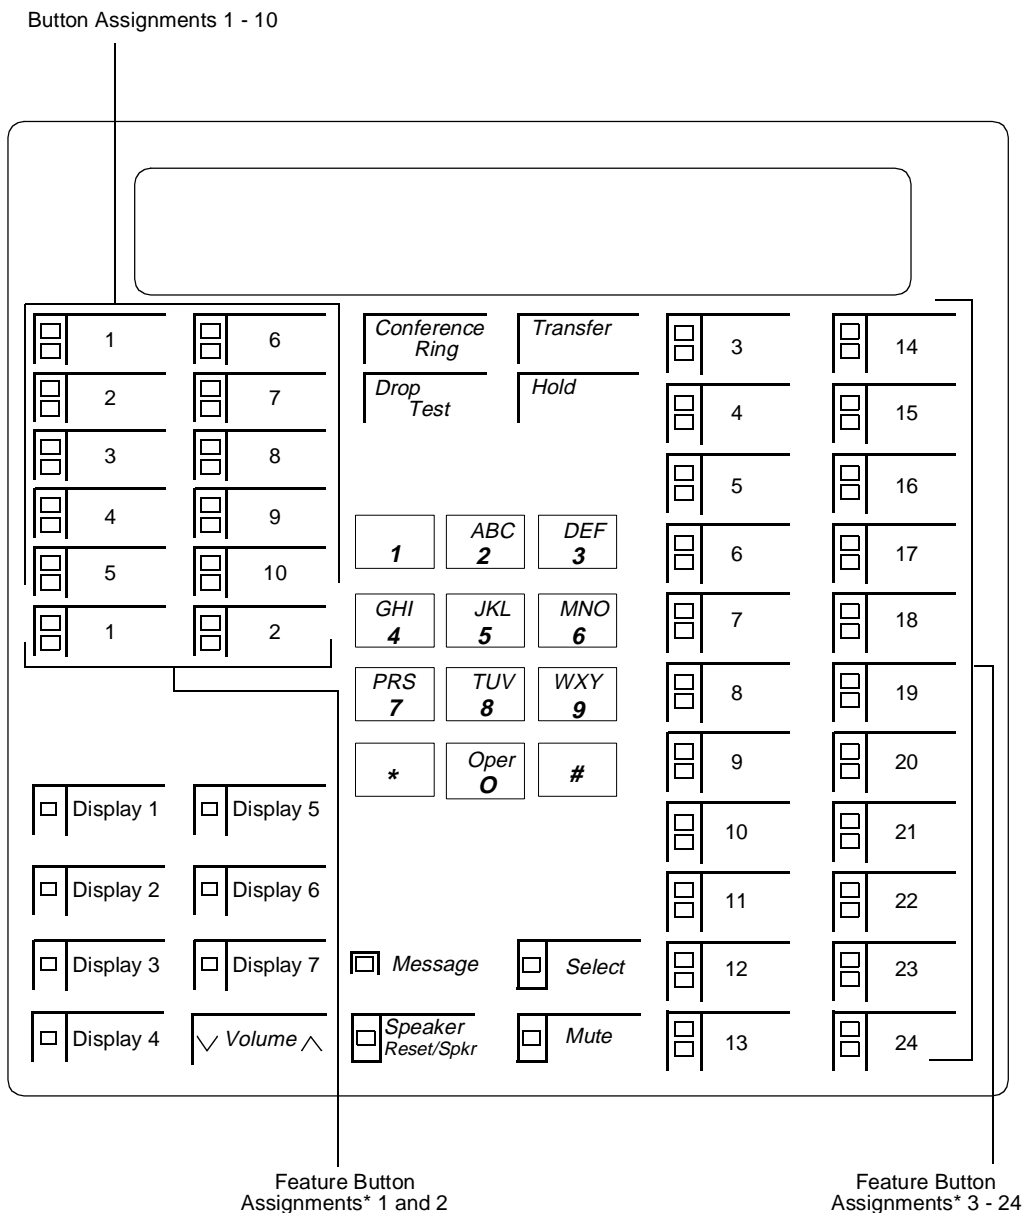 Button Assignments 1 - 10
1
6
Conference
Ring
Transfer
3
14
2
7
Drop
Test
Hold
4
15
3
8
5
16
4
9
1
ABC
2
DEF
3
6
17
5
10
1
2
GHI
4
JKL
5
MNO
6
7
18
PRS
7
TUV
8
WXY
9
8
19
*
Oper
O
#
9
20
Display 1
Display 5
10
21
Display 2
Display 6
11
22
Display 3
Display 7
Message
Select
12
23
Display 4
Volume
Speaker
Reset/Spkr
Mute
13
24
Feature Button
Assignments* 1 and 2
Feature Button
Assignments* 3 - 24